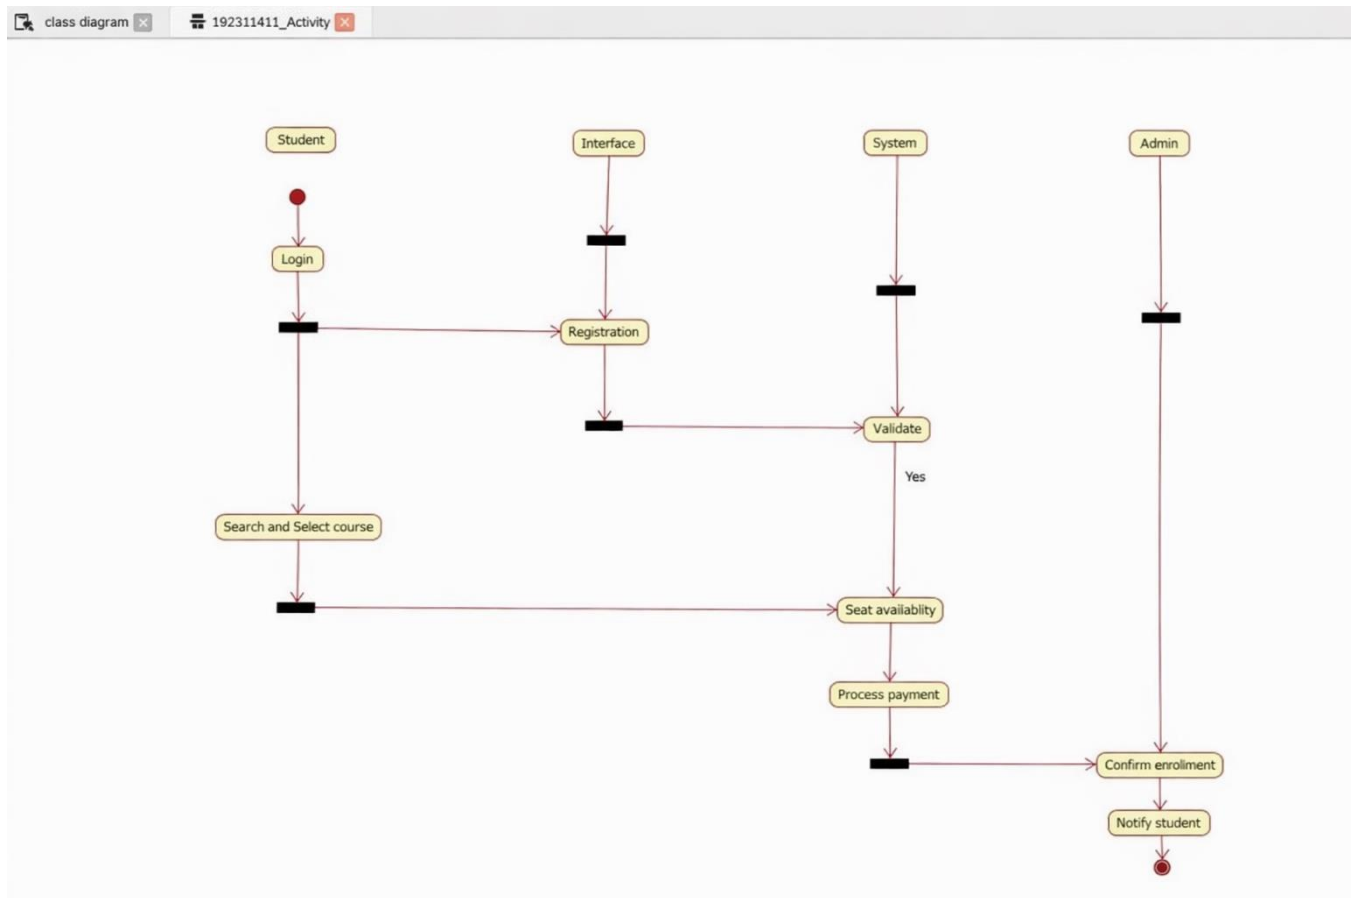 class diagram
192311411_Activity
Student
Interface
System
Admin
Login
Registration
Validate
Yes
Search and Select course
Seat availablity
Process payment
Confirm enrollment
Notify student